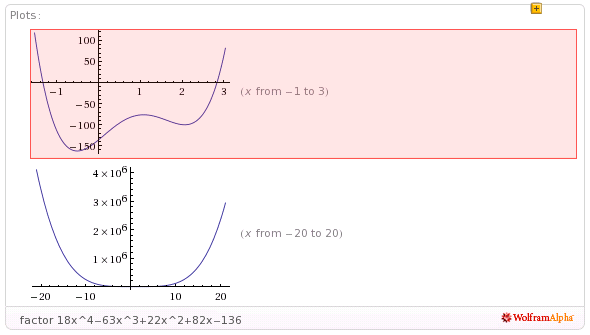 Plots:
100
50
−1 1 2 3
−50
−100
−150
(x from −1 to 3)
4×10^6
3×10^6
2×10^6
1×10^6
−20 −10 10 20
(x from −20 to 20)
factor 18x^4−63x^3+22x^2+82x−136
WolframAlpha